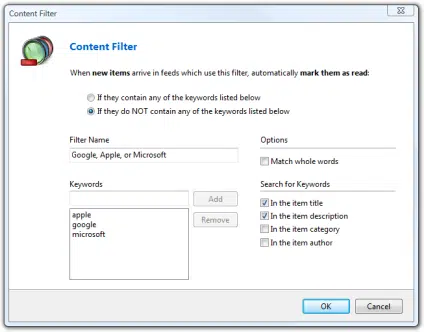 Content Filter
Content Filter
When new items arrive in feeds which use this filter, automatically mark them as read:
If they contain any of the keywords listed below
If they do NOT contain any of the keywords listed below
Filter Name
Google, Apple, or Microsoft
Options
Match whole words
Keywords
Add
Remove
apple
google
microsoft
Search for Keywords
In the item title
In the item description
In the item category
In the item author
OK
Cancel